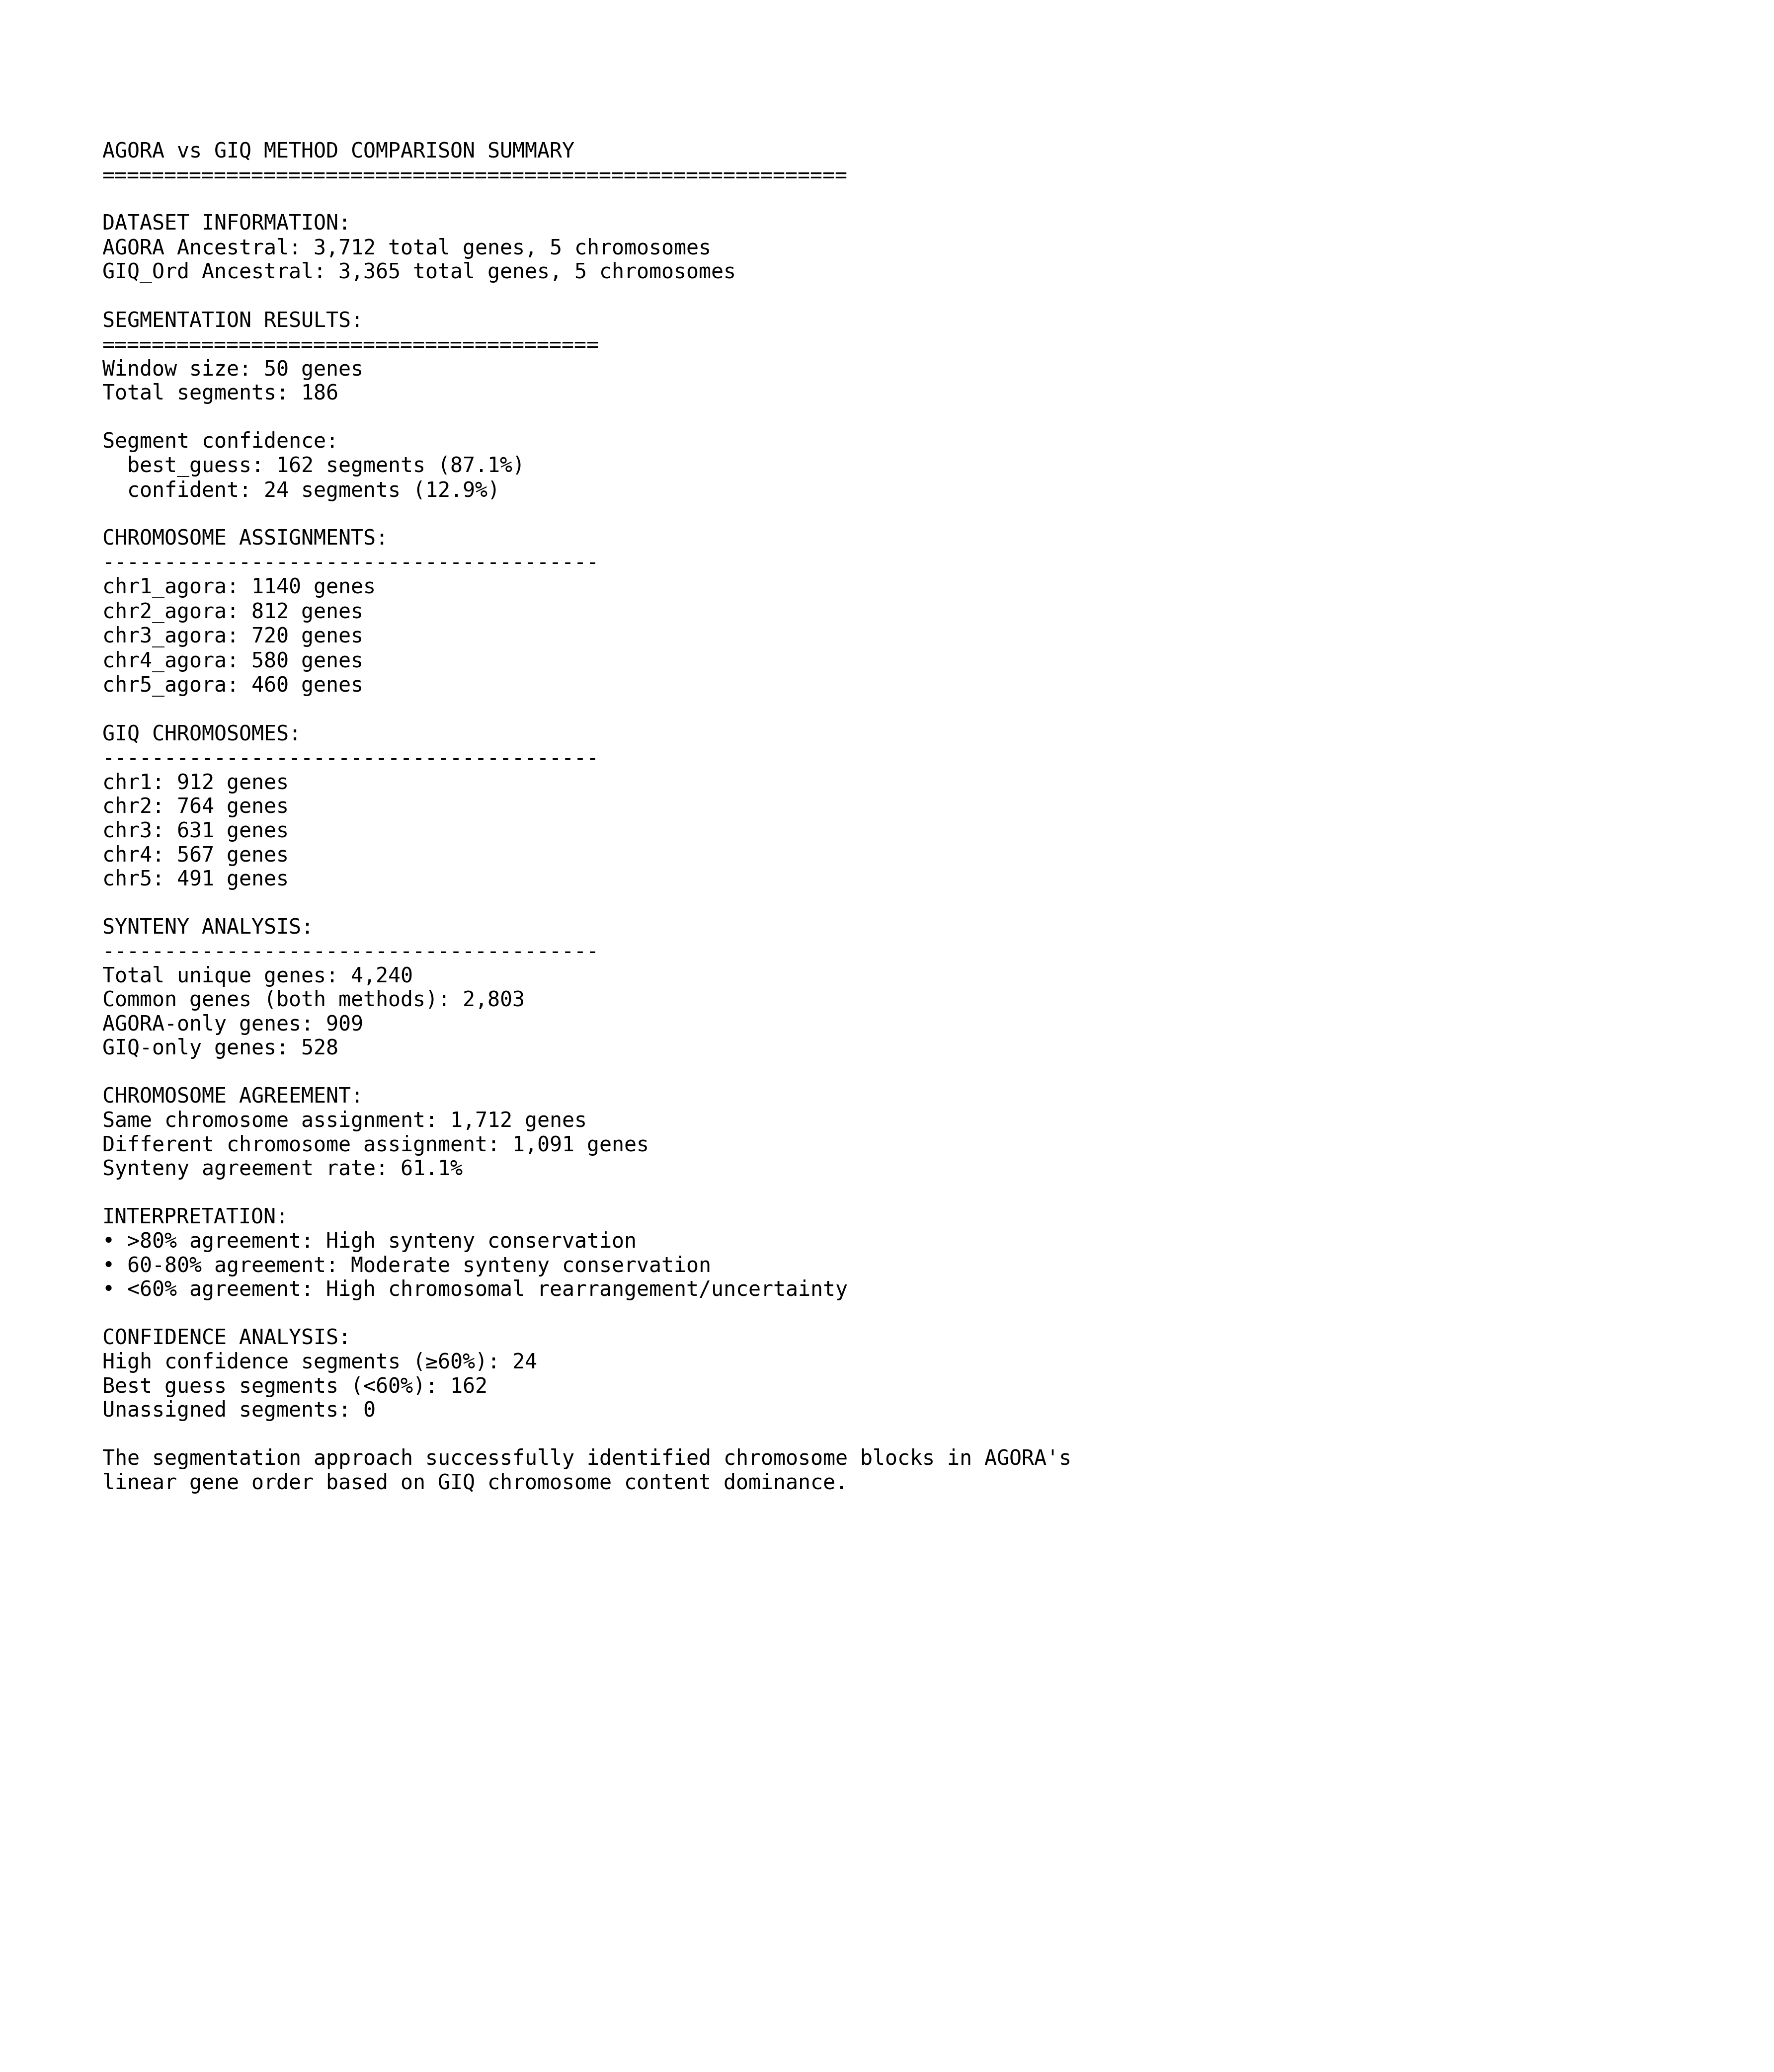 AGORA vs GIQ METHOD COMPARISON SUMMARY
============================================================
DATASET INFORMATION:
AGORA Ancestral: 3,712 total genes, 5 chromosomes
GIQ_Ord Ancestral: 3,365 total genes, 5 chromosomes
SEGMENTATION RESULTS:
========================================
Window size: 50 genes
Total segments: 186
Segment confidence:
  best_guess: 162 segments (87.1%)
  confident: 24 segments (12.9%)
CHROMOSOME ASSIGNMENTS:
----------------------------------------
chr1_agora: 1140 genes
chr2_agora: 812 genes
chr3_agora: 720 genes
chr4_agora: 580 genes
chr5_agora: 460 genes
GIQ CHROMOSOMES:
----------------------------------------
chr1: 912 genes
chr2: 764 genes
chr3: 631 genes
chr4: 567 genes
chr5: 491 genes
SYNTENY ANALYSIS:
----------------------------------------
Total unique genes: 4,240
Common genes (both methods): 2,803
AGORA-only genes: 909
GIQ-only genes: 528
CHROMOSOME AGREEMENT:
Same chromosome assignment: 1,712 genes
Different chromosome assignment: 1,091 genes
Synteny agreement rate: 61.1%
INTERPRETATION:
• >80% agreement: High synteny conservation
• 60-80% agreement: Moderate synteny conservation
• <60% agreement: High chromosomal rearrangement/uncertainty
CONFIDENCE ANALYSIS:
High confidence segments (≥60%): 24
Best guess segments (<60%): 162
Unassigned segments: 0
The segmentation approach successfully identified chromosome blocks in AGORA's
linear gene order based on GIQ chromosome content dominance.